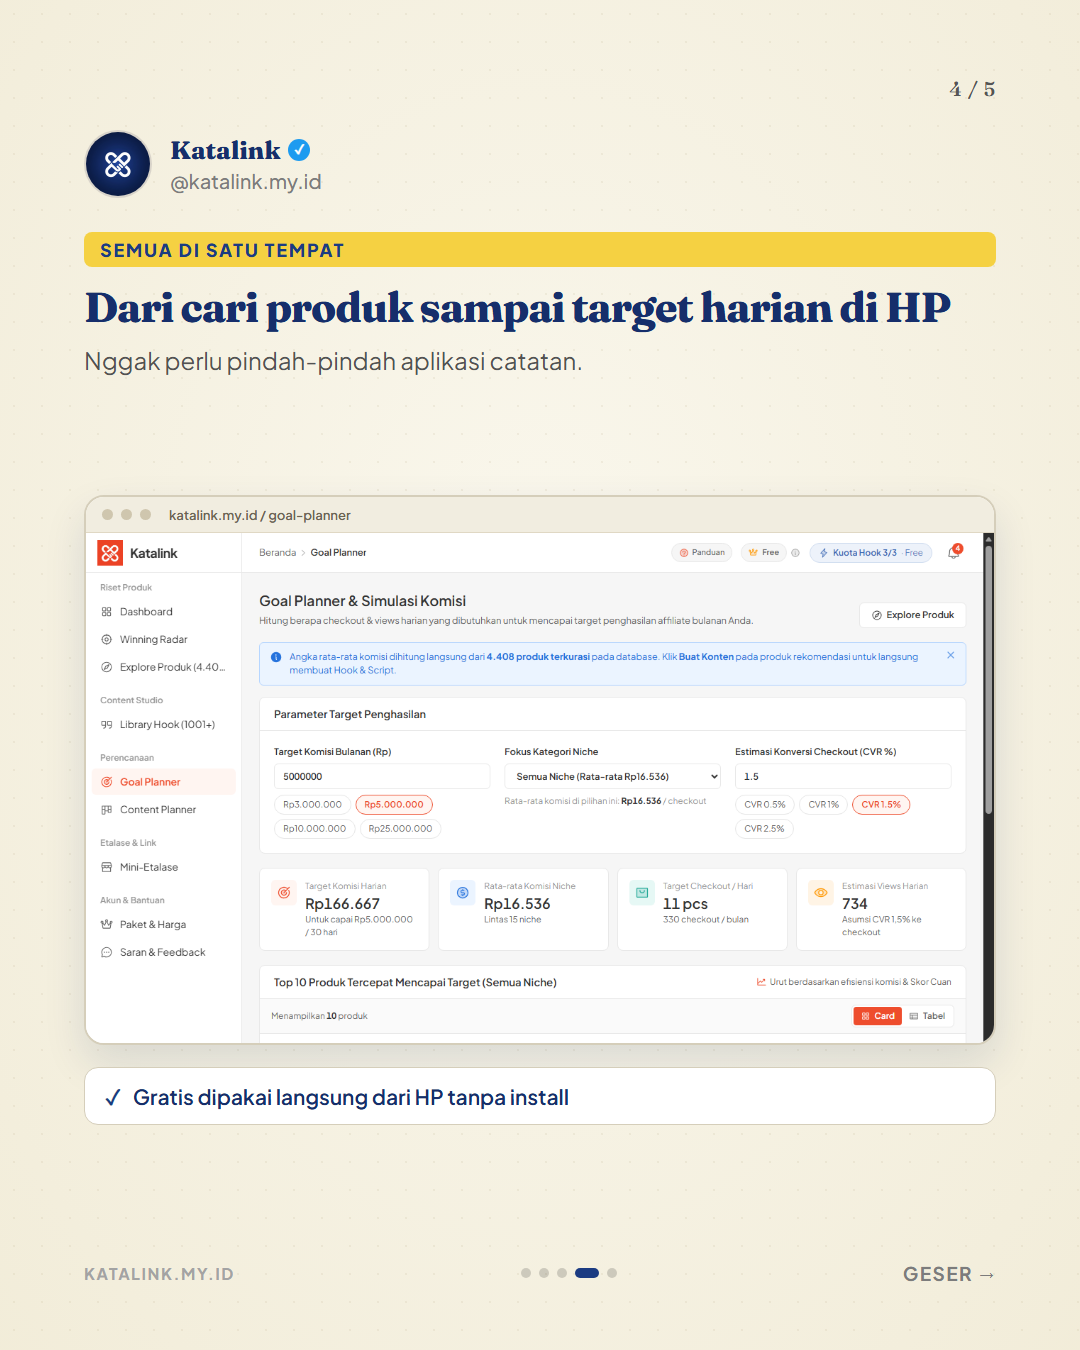 4 / 5
Katalink
@katalink.my.id
SEMUA DI SATU TEMPAT
Dari cari produk sampai target harian di HP
Nggak perlu pindah-pindah aplikasi catatan.
katalink.my.id / goal-planner
Katalink
Beranda > Goal Planner
Panduan
Free
Kuota Hook 3/3 · Free
4
Riset Produk
Dashboard
Winning Radar
Explore Produk (4.40...
Content Studio
Library Hook (1001+)
Perencanaan
Goal Planner
Content Planner
Etalase & Link
Mini-Etalase
Akun & Bantuan
Paket & Harga
Saran & Feedback
Goal Planner & Simulasi Komisi
Hitung berapa checkout & views harian yang dibutuhkan untuk mencapai target penghasilan affiliate bulanan Anda.
Explore Produk
Angka rata-rata komisi dihitung langsung dari 4.408 produk terkurasi pada database. Klik Buat Konten pada produk rekomendasi untuk langsung
membuat Hook & Script.
Parameter Target Penghasilan
Target Komisi Bulanan (Rp)
5000000
Rp3.000.000
Rp5.000.000
Rp10.000.000
Rp25.000.000
Fokus Kategori Niche
Semua Niche (Rata-rata Rp16.536)
Rata-rata komisi di pilihan ini: Rp16.536 / checkout
Estimasi Konversi Checkout (CVR %)
1.5
CVR 0.5%
CVR 1%
CVR 1.5%
CVR 2.5%
Target Komisi Harian
Rp166.667
Untuk capai Rp5.000.000
/ 30 hari
Rata-rata Komisi Niche
Rp16.536
Lintas 15 niche
Target Checkout / Hari
11 pcs
330 checkout / bulan
Estimasi Views Harian
734
Asumsi CVR 1,5% ke
checkout
Top 10 Produk Tercepat Mencapai Target (Semua Niche)
Urut berdasarkan efisiensi komisi & Skor Cuan
Menampilkan 10 produk
Card
Tabel
✓ Gratis dipakai langsung dari HP tanpa install
KATALINK.MY.ID
GESER →